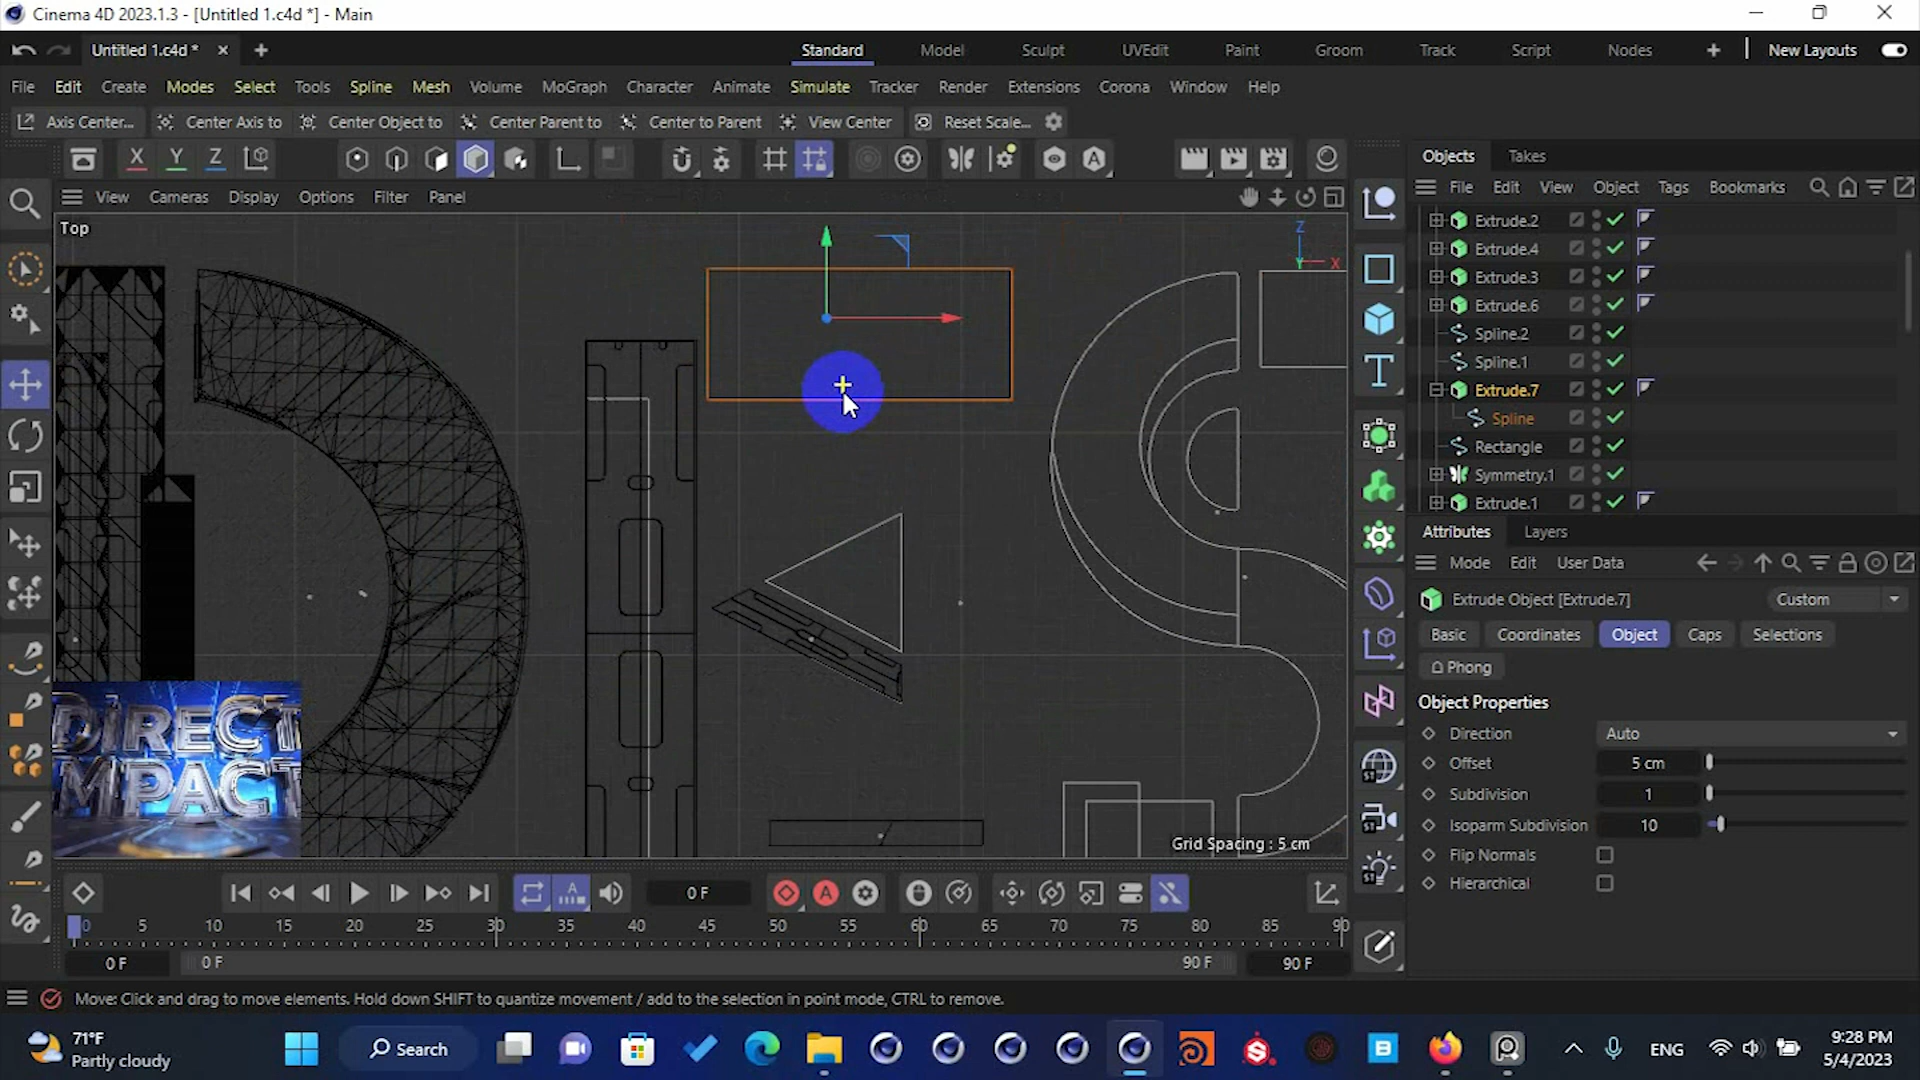 Cinema 4D 2023.1.3 - [Untitled 1.c4d *] - Main
Untitled 1.c4d *
Standard Model Sculpt UVEdit Paint Groom Track Script Nodes New Layouts
File Edit Create Modes Select Tools Spline Mesh Volume MoGraph Character Animate Simulate Tracker Render Extensions Corona Window Help
Axis Center... Center Axis to Center Object to Center Parent to Center to Parent View Center Reset Scale...
X Y Z
Objects Takes
File Edit View Object Tags Bookmarks
View Cameras Display Options Filter Panel
Top
Z
Y X
Extrude.2
Extrude.4
Extrude.3
Extrude.6
Spline.2
Spline.1
Extrude.7
Spline
Rectangle
Symmetry.1
Extrude.1
Attributes Layers
Mode Edit User Data
Extrude Object [Extrude.7] Custom
Basic Coordinates Object Caps Selections
Phong
Object Properties
Direction Auto
Offset 5 cm
Subdivision 1
Isoparm Subdivision 10
Flip Normals
Hierarchical
DIRECT
IMPACT
Grid Spacing : 5 cm
0 F
0 5 10 15 20 25 30 35 40 45 50 55 60 65 70 75 80 85 90
0 F 0 F 90 F 90 F
Move: Click and drag to move elements. Hold down SHIFT to quantize movement / add to the selection in point mode, CTRL to remove.
71°F
Partly cloudy
Search
ENG
9:28 PM
5/4/2023